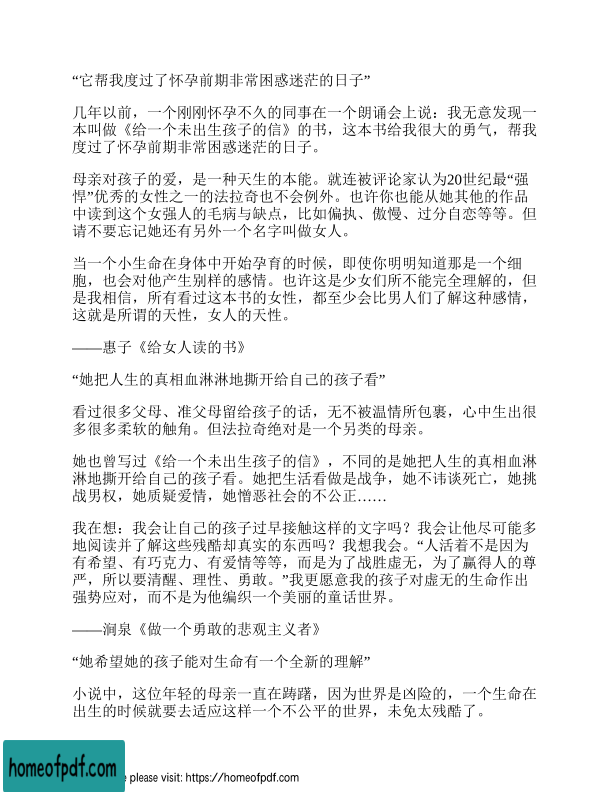 “它帮我度过了怀孕前期非常困惑迷茫的日子”
几年以前，一个刚刚怀孕不久的同事在一个朗诵会上说：我无意发现一
本叫做《给一个未出生孩子的信》的书，这本书给我很大的勇气，帮我
度过了怀孕前期非常困惑迷茫的日子。
母亲对孩子的爱，是一种天生的本能。就连被评论家认为20世纪最“强
悍”优秀的女性之一的法拉奇也不会例外。也许你也能从她其他的作品
中读到这个女强人的毛病与缺点，比如偏执、傲慢、过分自恋等等。但
请不要忘记她还有另外一个名字叫做女人。
当一个小生命在身体中开始孕育的时候，即使你明明知道那是一个细
胞，也会对他产生别样的感情。也许这是少女们所不能完全理解的，但
是我相信，所有看过这本书的女性，都至少会比男人们了解这种感情，
这就是所谓的天性，女人的天性。
——惠子《给女人读的书》
“她把人生的真相血淋淋地撕开给自己的孩子看”
看过很多父母、准父母留给孩子的话，无不被温情所包裹，心中生出很
多很多柔软的触角。但法拉奇绝对是一个另类的母亲。
她也曾写过《给一个未出生孩子的信》，不同的是她把人生的真相血淋
淋地撕开给自己的孩子看。她把生活看做是战争，她不讳谈死亡，她挑
战男权，她质疑爱情，她憎恶社会的不公正……
我在想：我会让自己的孩子过早接触这样的文字吗？我会让他尽可能多
地阅读并了解这些残酷却真实的东西吗？我想我会。“人活着不是因为
有希望、有巧克力、有爱情等等，而是为了战胜虚无，为了赢得人的尊
严，所以要清醒、理性、勇敢。”我更愿意我的孩子对虚无的生命作出
强势应对，而不是为他编织一个美丽的童话世界。
——涧泉《做一个勇敢的悲观主义者》
“她希望她的孩子能对生命有一个全新的理解”
小说中，这位年轻的母亲一直在踌躇，因为世界是凶险的，一个生命在
出生的时候就要去适应这样一个不公平的世界，未免太残酷了。
homeofpdf.com
please visit: https://homeofpdf.com